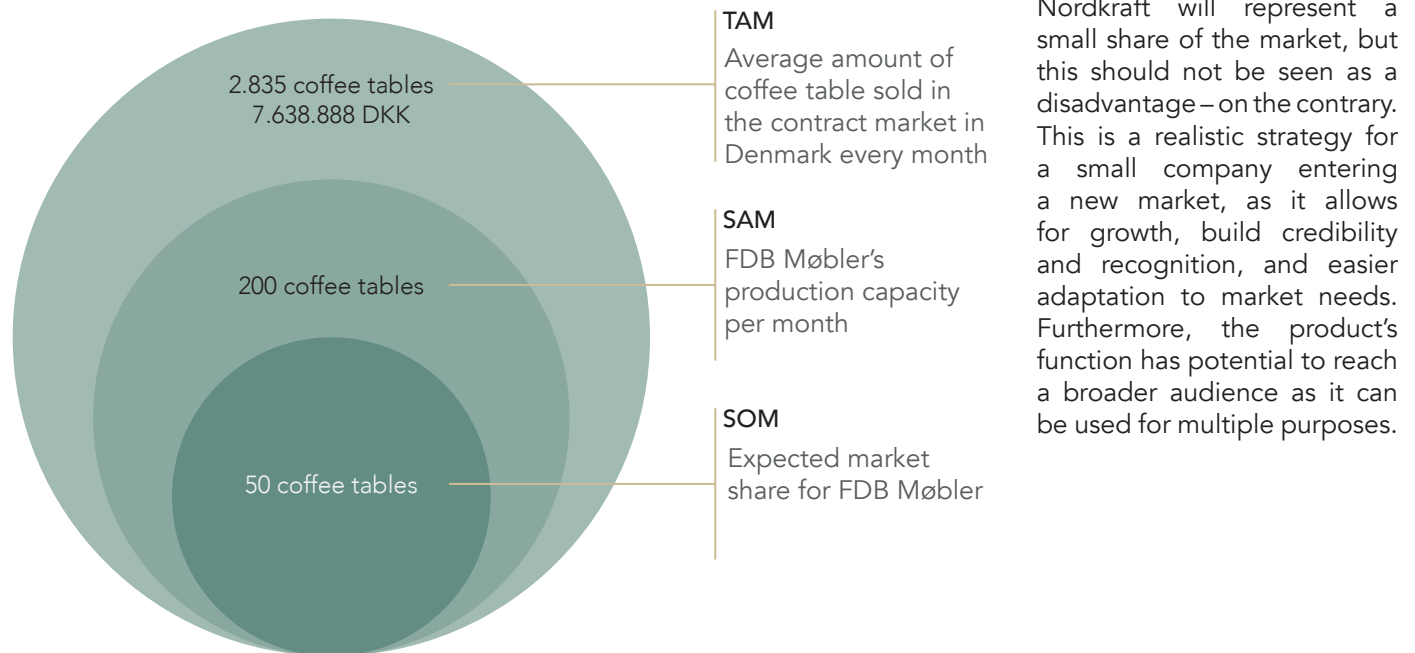 2.835 coffee tables
7.638.888 DKK
TAM
Average amount of
coffee table sold in
the contract market in
Denmark every month
200 coffee tables
SAM
FDB Møbler’s
production capacity
per month
50 coffee tables
SOM
Expected market
share for FDB Møbler
Nordkraft will represent a
small share of the market, but
this should not be seen as a
disadvantage – on the contrary.
This is a realistic strategy for
a small company entering
a new market, as it allows
for growth, build credibility
and recognition, and easier
adaptation to market needs.
Furthermore, the product’s
function has potential to reach
a broader audience as it can
be used for multiple purposes.